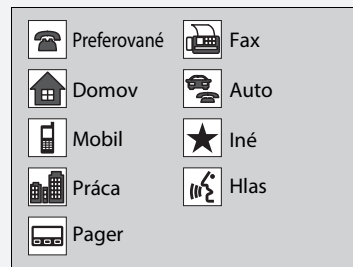 Preferované
Fax
Domov
Auto
Mobil
Iné
Práca
Hlas
Pager